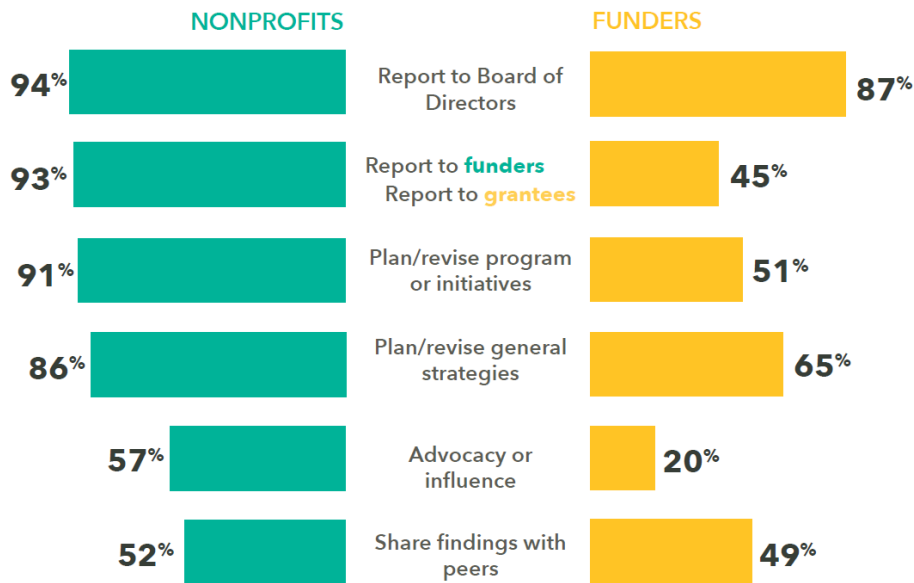 NONPROFITS
FUNDERS
94%
Report to Board of
Directors
87%
93%
Report to funders
Report to grantees
45%
91%
Plan/revise program
or initiatives
51%
86%
Plan/revise general
strategies
65%
57%
Advocacy or
influence
20%
52%
Share findings with
peers
49%